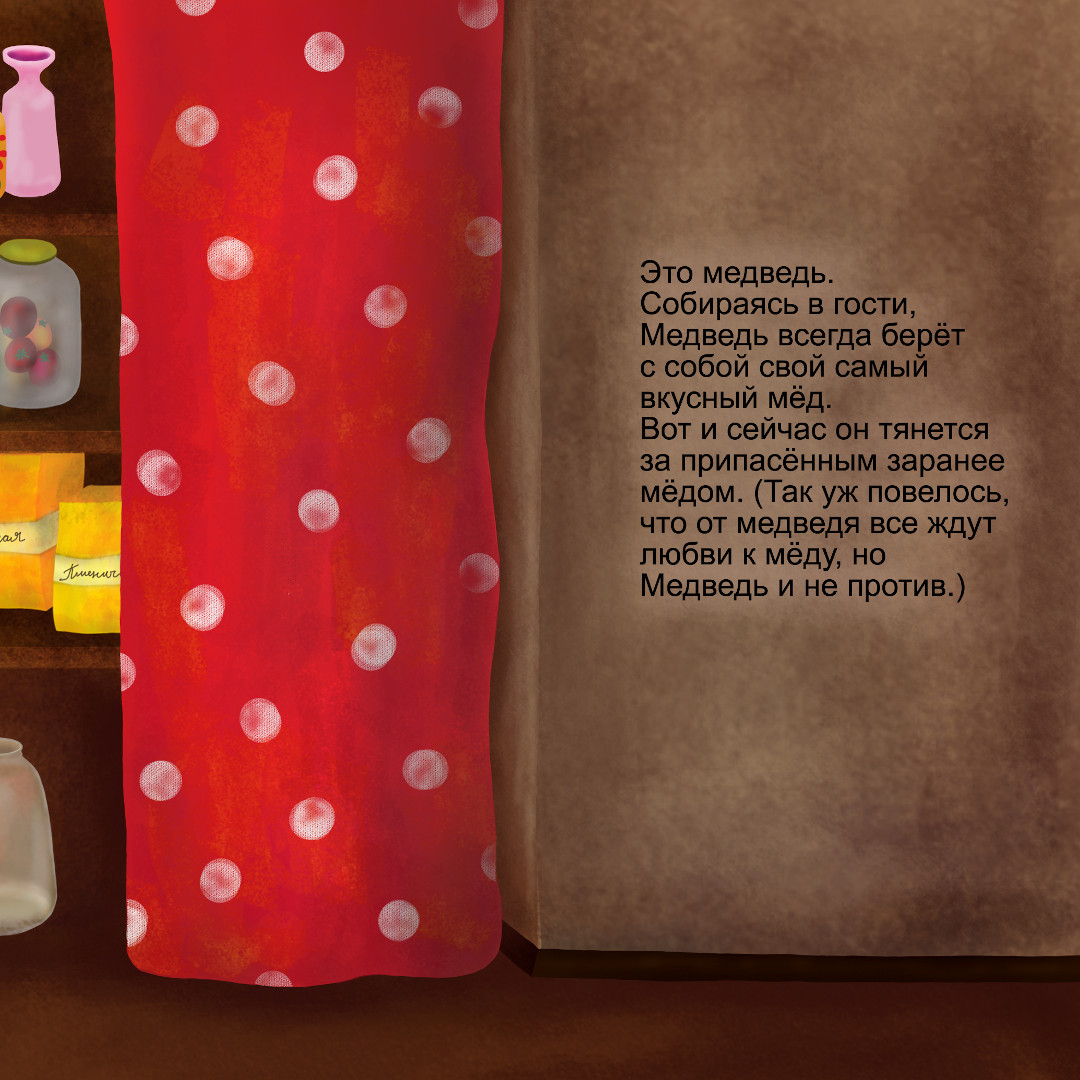 Это медведь.
Собираясь в гости,
Медведь всегда берёт
с собой свой самый
вкусный мёд.
Вот и сейчас он тянется
за припасённым заранее
мёдом. (Так уж повелось,
что от медведя все ждут
любви к мёду, но
Медведь и не против.)